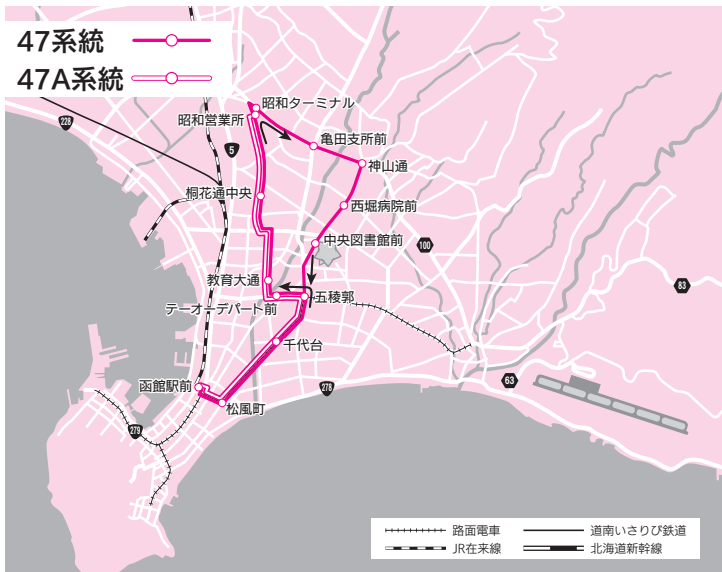 47系統
47A系統
昭和ターミナル
昭和営業所
228
5
亀田支所前
神山通
桐花通中央
西堀病院前
中央図書館前
100
教育大通
83
テーオーデパート前
五稜郭
千代台
函館駅前
278
63
松風町
279
路面電車
道南いさりび鉄道
JR在来線
北海道新幹線